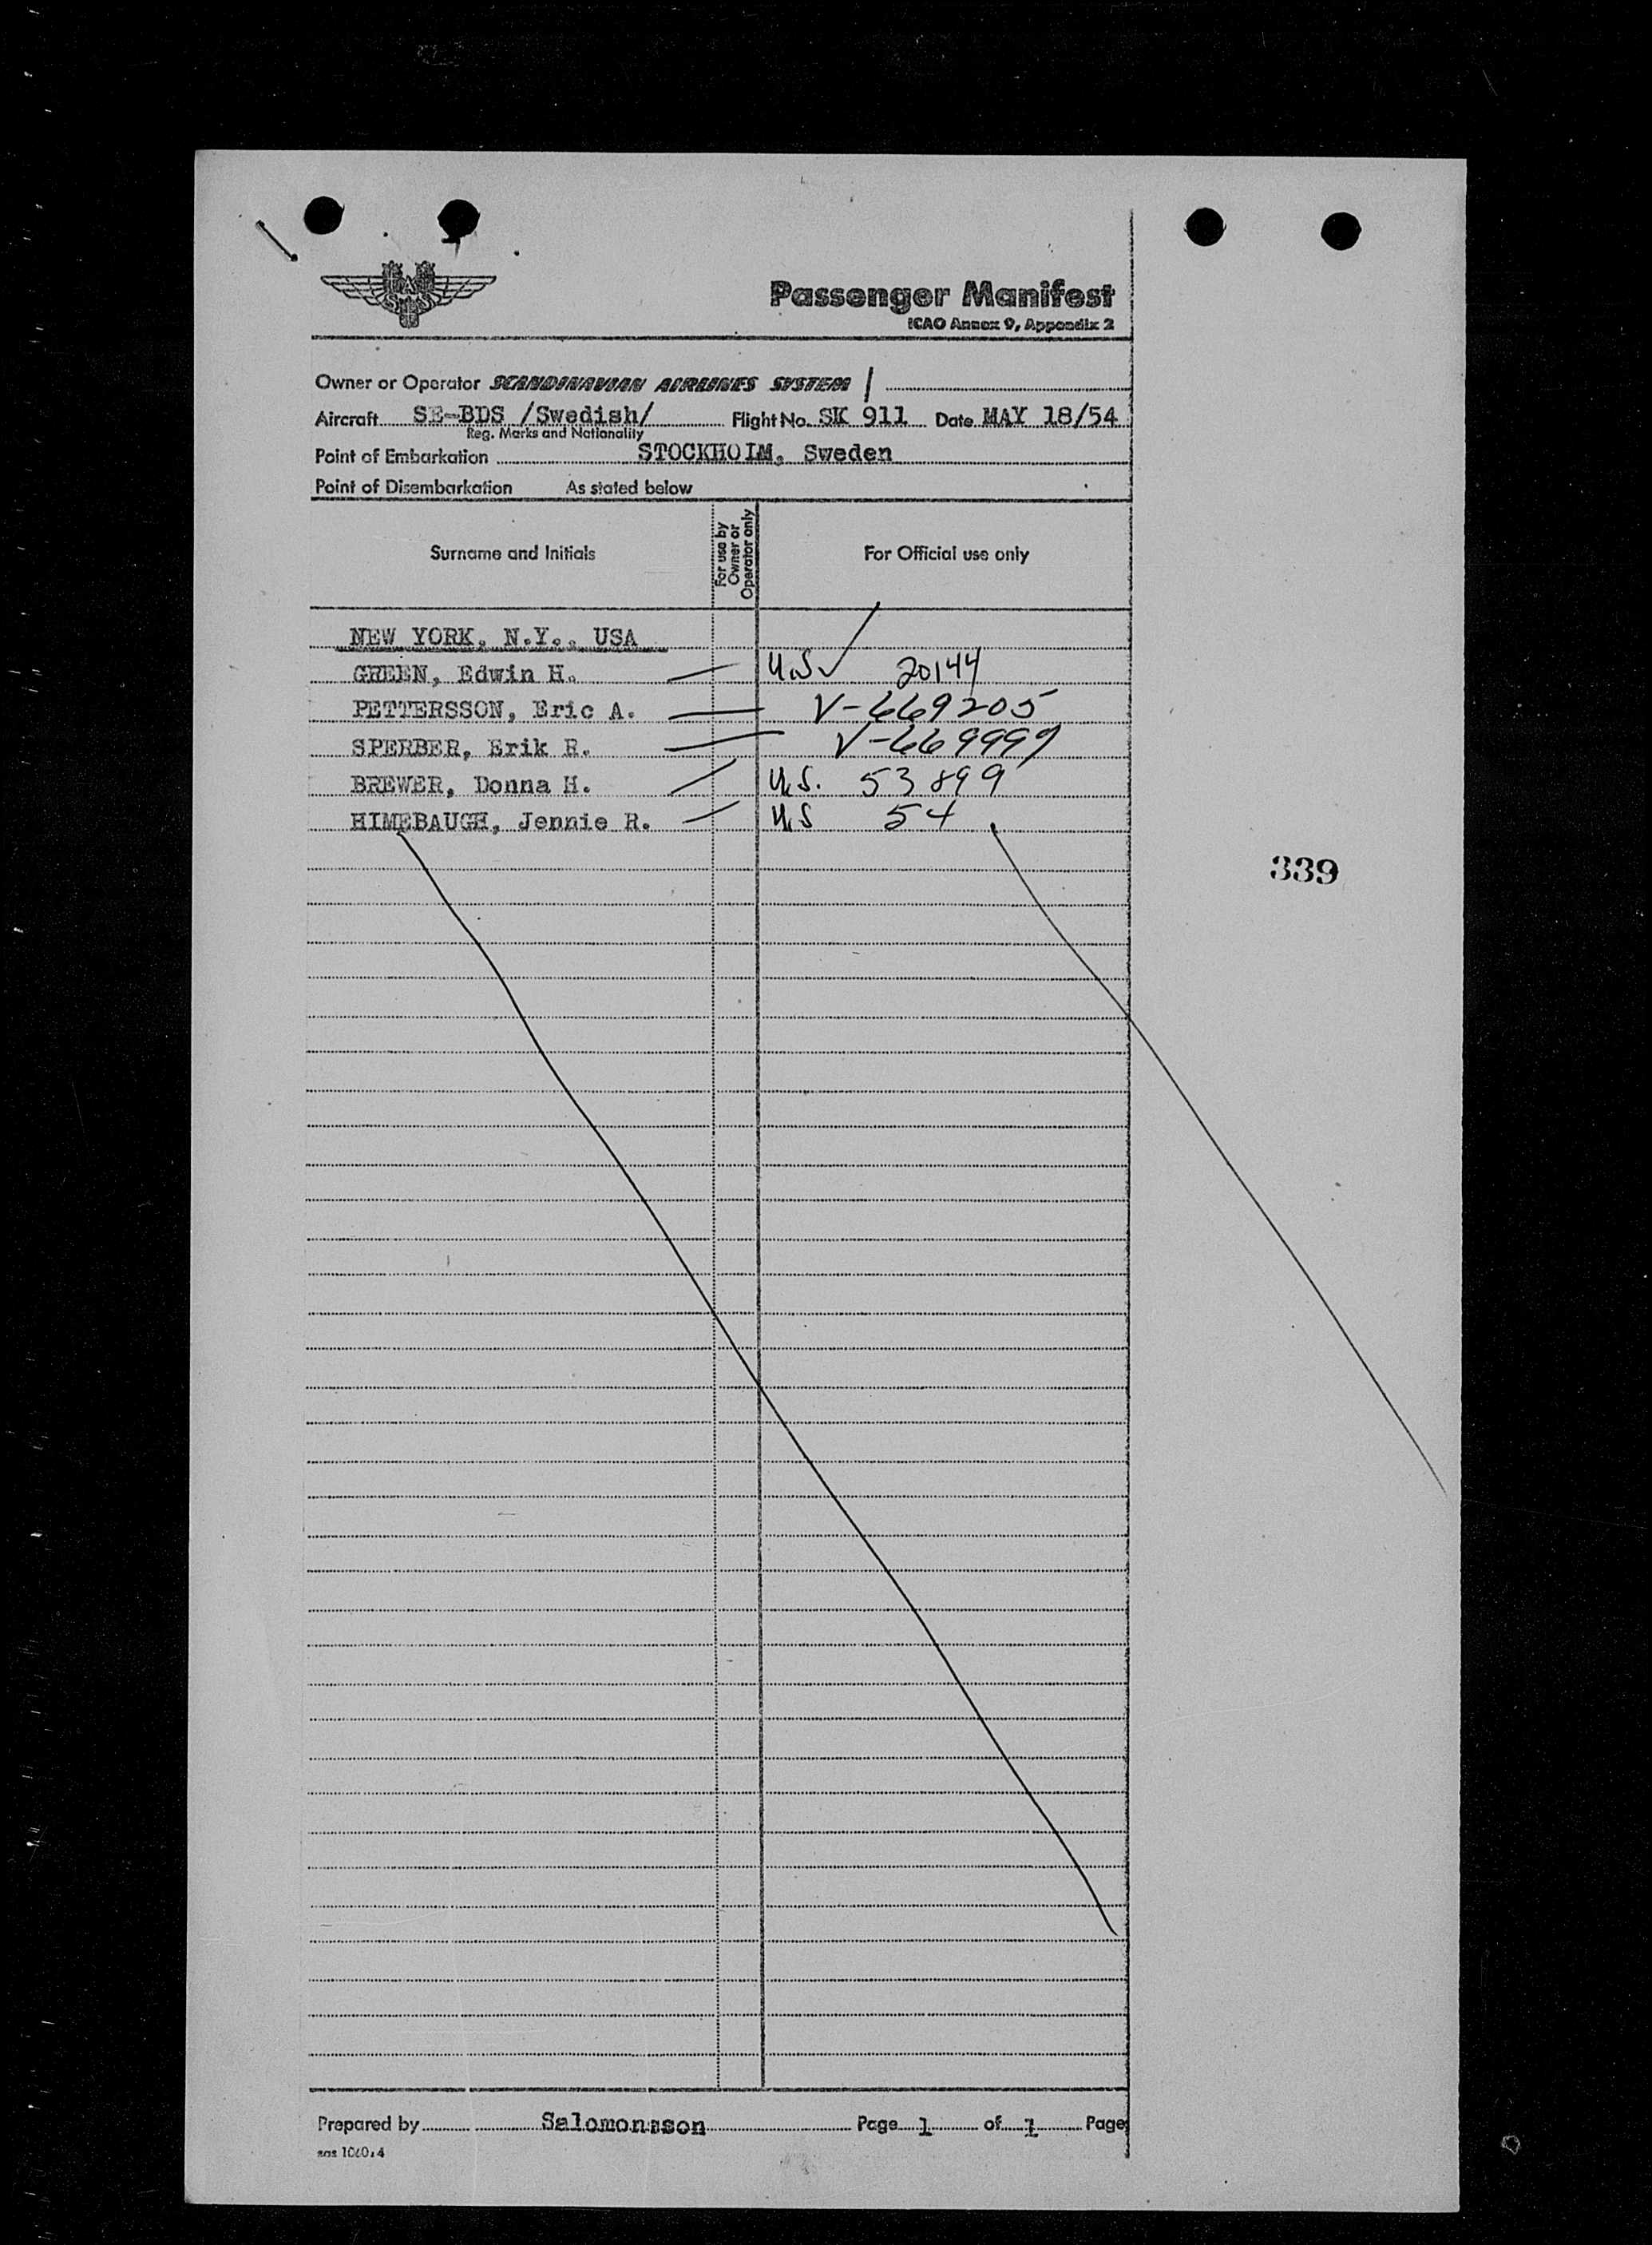 SAS
Passenger Manifest
ICAO Annex 9, Appendix 2
Owner or Operator SCANDINAVIAN AIRLINES SYSTEM /
Aircraft SE-BDS /Swedish/ Flight No. SK 911 Date MAY 18/54
Reg. Marks and Nationality
Point of Embarkation STOCKHOLM, Sweden
Point of Disembarkation As stated below
Surname and Initials For use by Owner or Operator only For Official use only
NEW YORK, N.Y., USA
GREEN, Edwin H. U.S 20144
PETTERSSON, Eric A. V-669205
SPERBER, Erik R. V-669999
BREWER, Donna H. U.S. 53899
HIMEBAUGH, Jennie R. US 54
339
Prepared by Salomonsson Page 1 of 1 Page
sas 1060:4